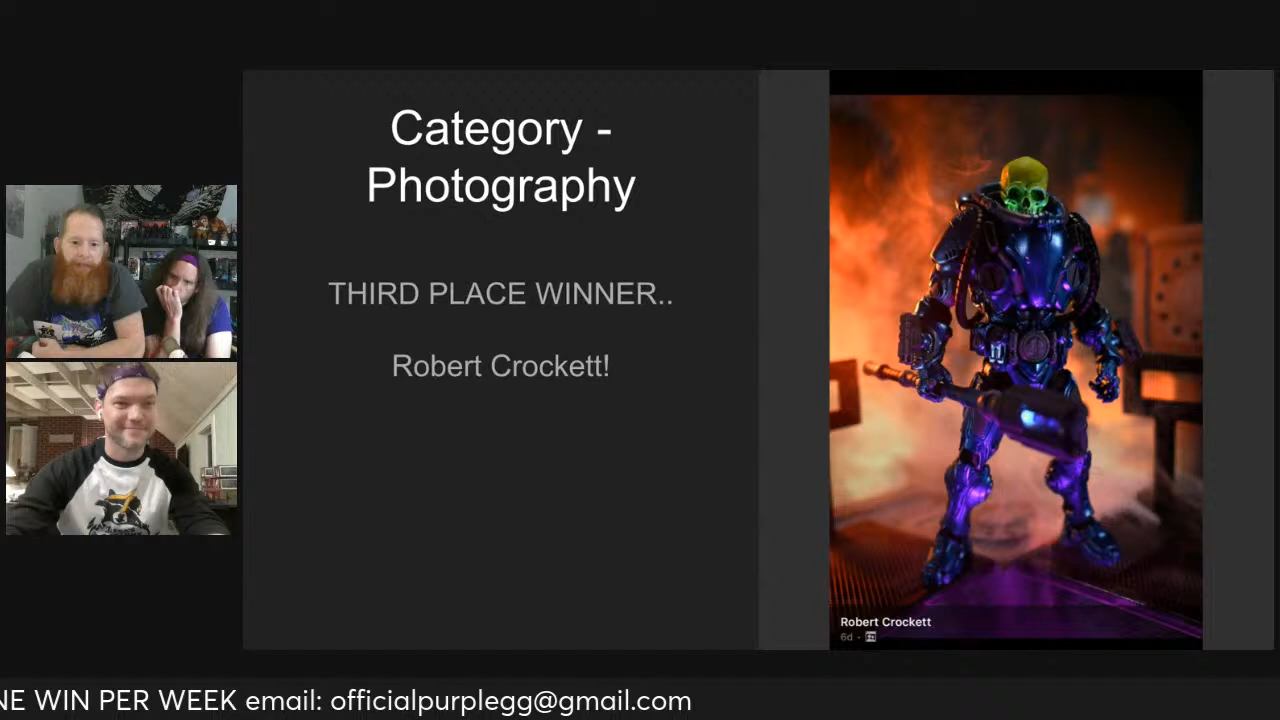 Category -
Photography
THIRD PLACE WINNER..
Robert Crockett!
Robert Crockett
6d -
NE WIN PER WEEK email: officialpurplegg@gmail.com